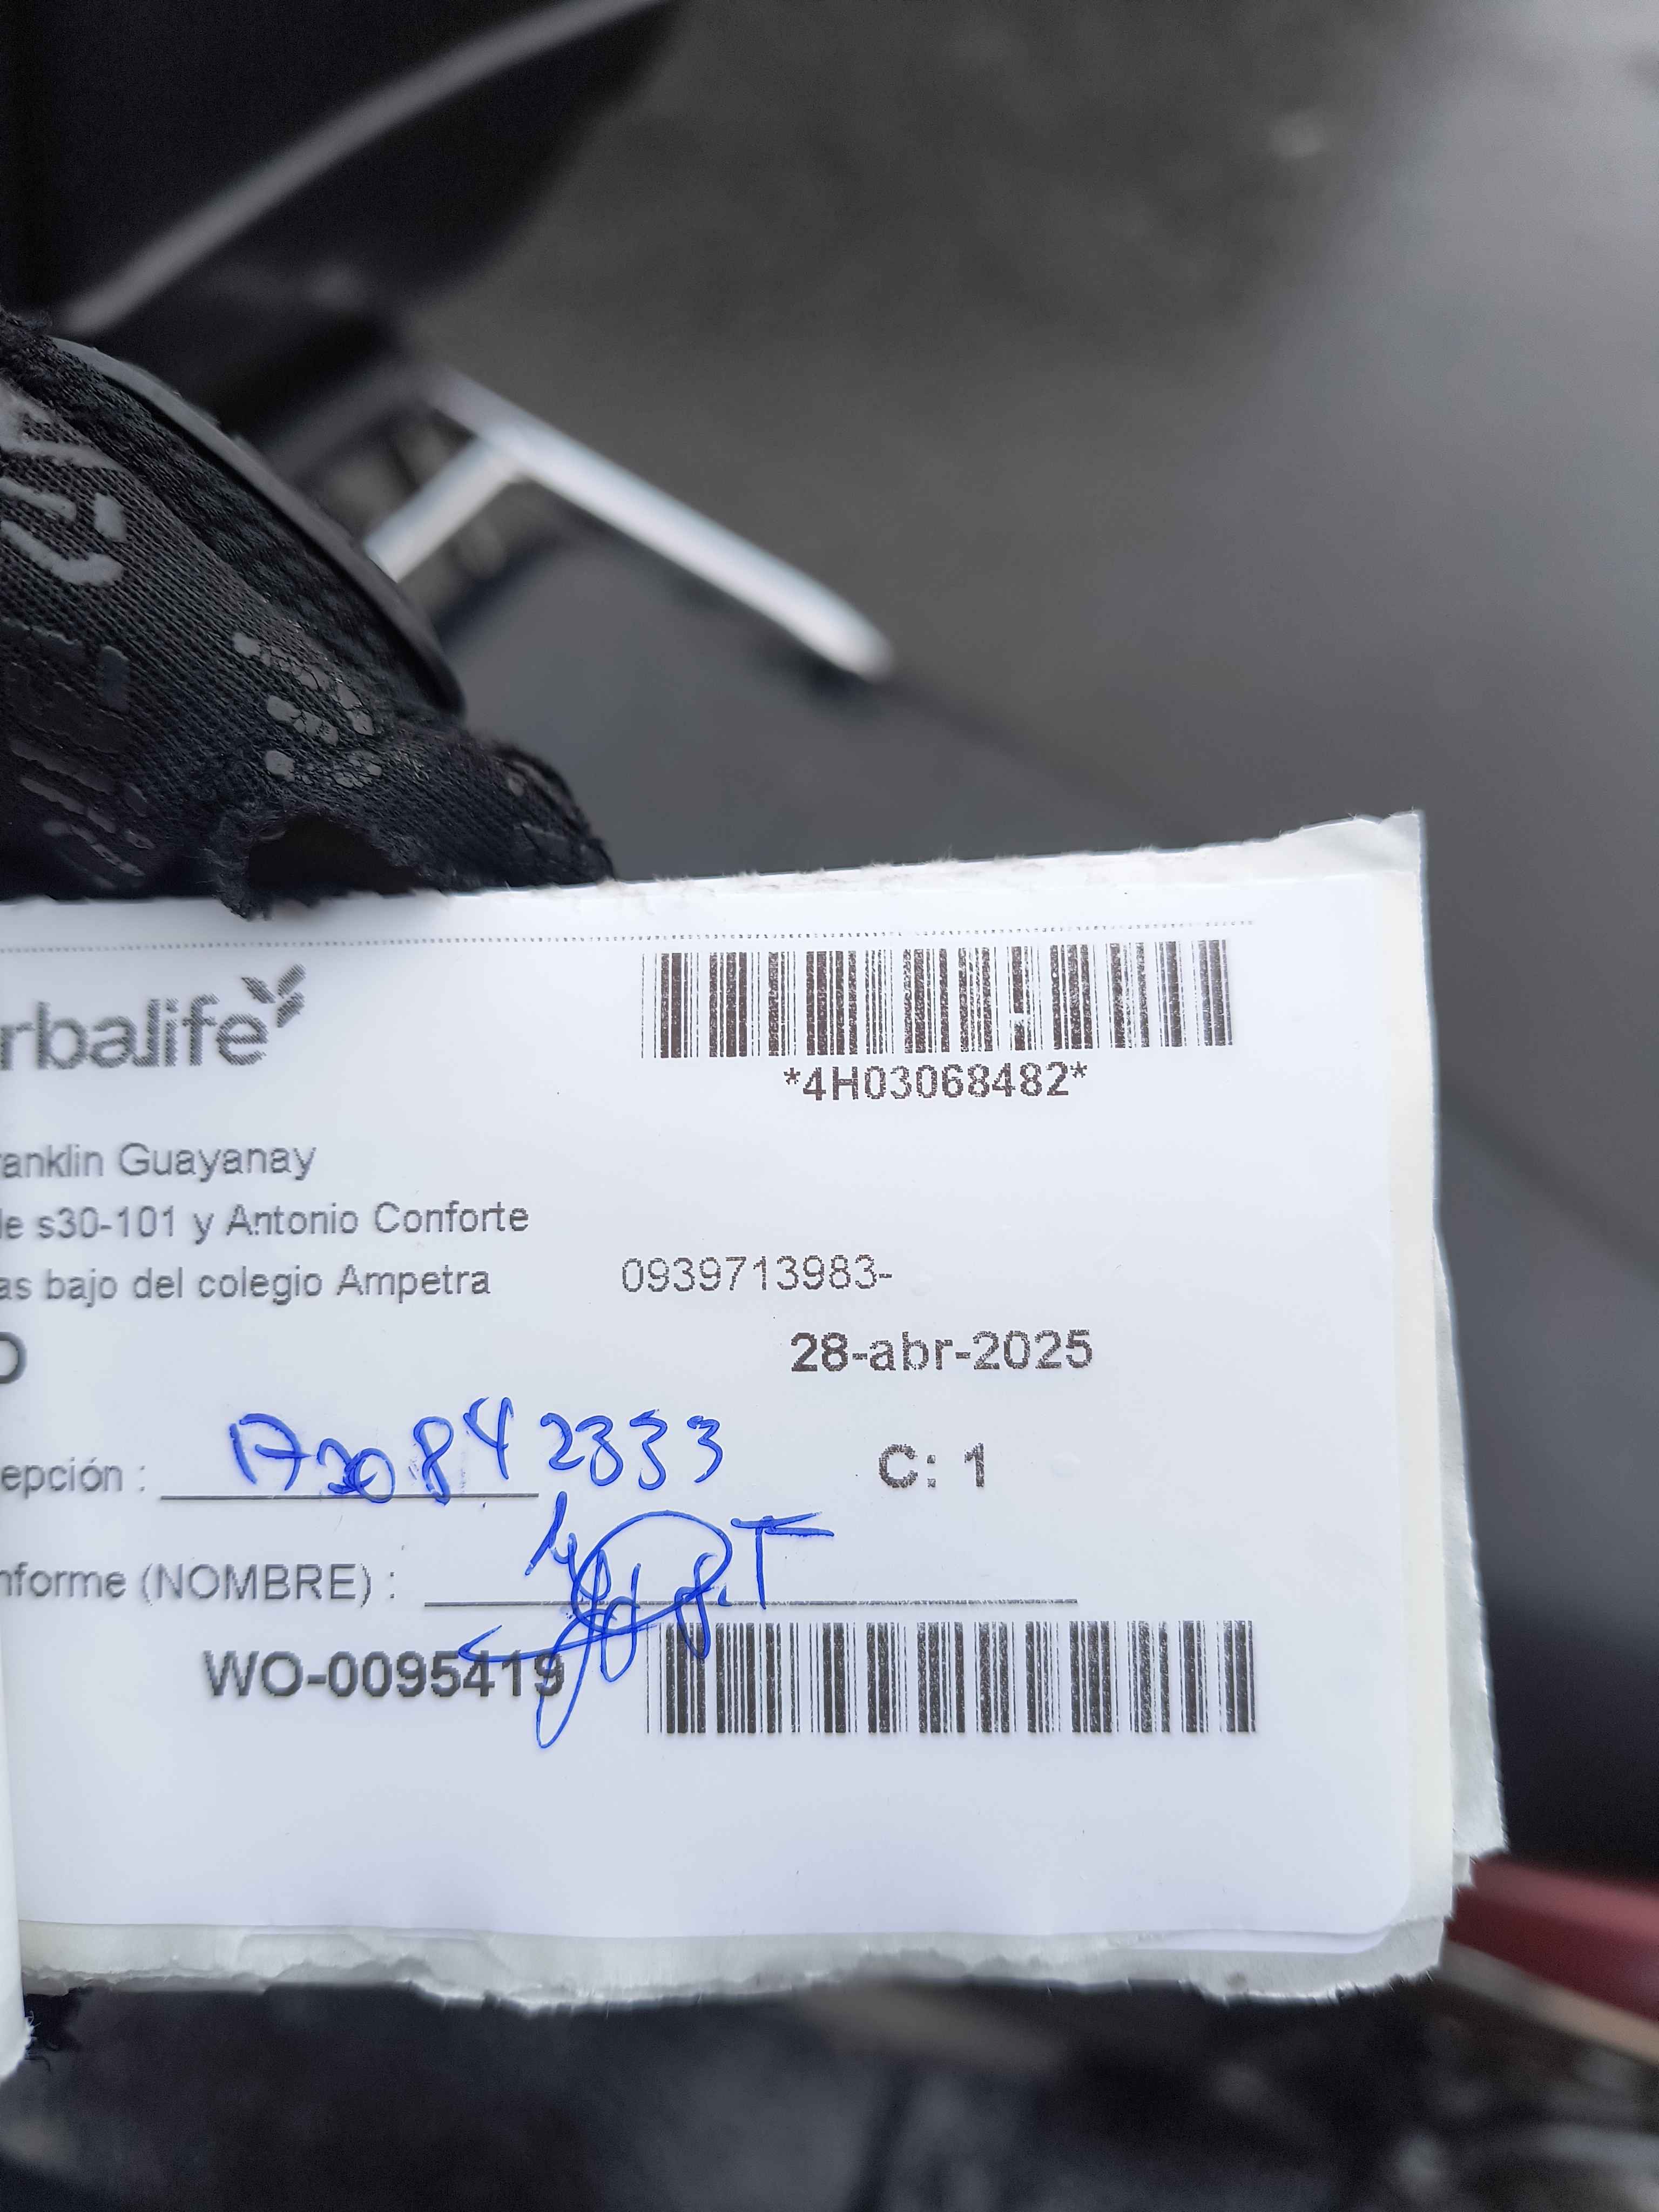 rbalife
*4H03068482*
ranklin Guayanay
le s30-101 y Antonio Conforte
as bajo del colegio Ampetra
0939713983-
O
28-abr-2025
epción :
C: 1
nforme (NOMBRE) :
WO-0095419